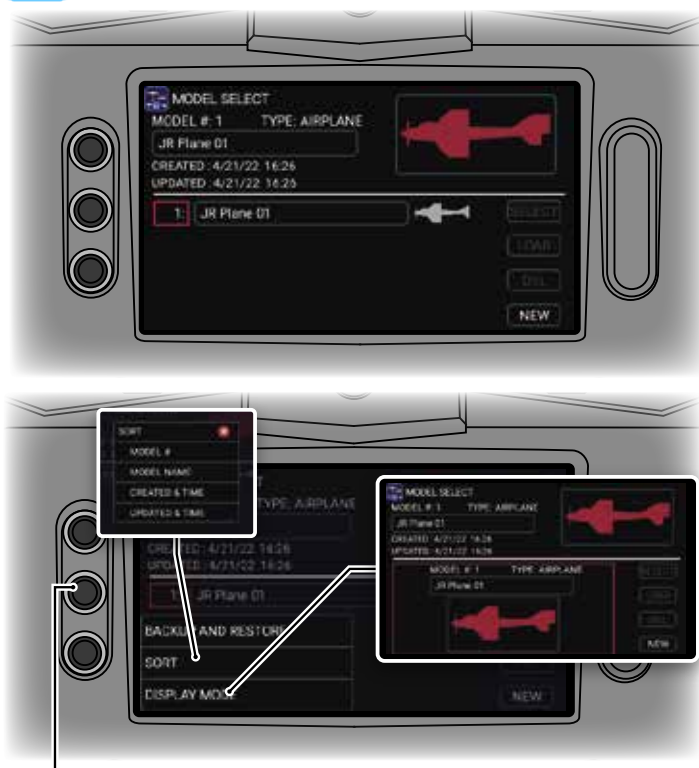 MODEL SELECT
MODEL #: 1 TYPE: AIRPLANE
JR Plane 01
CREATED : 4/21/22 16:26
UPDATED : 4/21/22 16:26
1: JR Plane 01
SELECT
LOAD
DEL
NEW
SORT
MODEL #
MODEL NAME
CREATED & TIME
UPDATED & TIME
TYPE: AIRPLANE
CREATED : 4/21/22 16:26
UPDATED : 4/21/22 16:26
1: JR Plane 01
BACKUP AND RESTORE
SORT
DISPLAY MODE
NEW
MODEL SELECT
MODEL #: 1 TYPE: AIRPLANE
JR Plane 01
CREATED : 4/21/22 16:26
UPDATED : 4/21/22 16:26
MODEL #: 1 TYPE: AIRPLANE
JR Plane 01
SELECT
LOAD
DEL
NEW